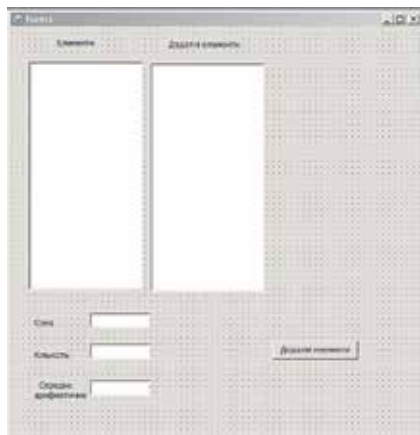 Елементи
Додатні елементи
Сума
Кількість
Середнє
арифметичне
Додатні елементи